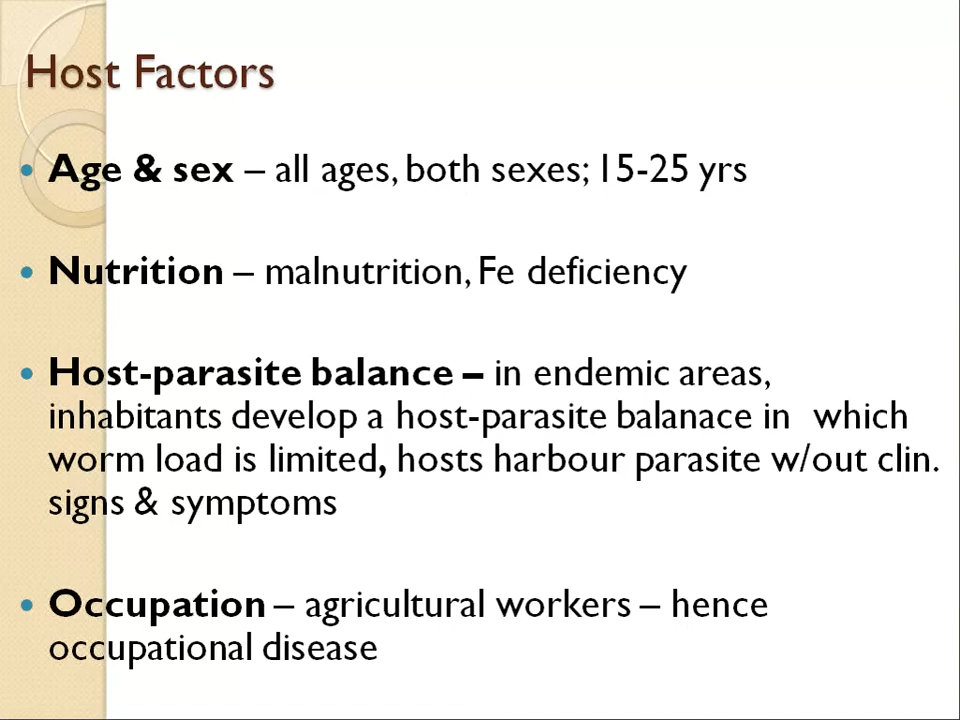 Host Factors
• Age & sex – all ages, both sexes; 15-25 yrs
• Nutrition – malnutrition, Fe deficiency
• Host-parasite balance – in endemic areas,
inhabitants develop a host-parasite balanace in which
worm load is limited, hosts harbour parasite w/out clin.
signs & symptoms
• Occupation – agricultural workers – hence
occupational disease